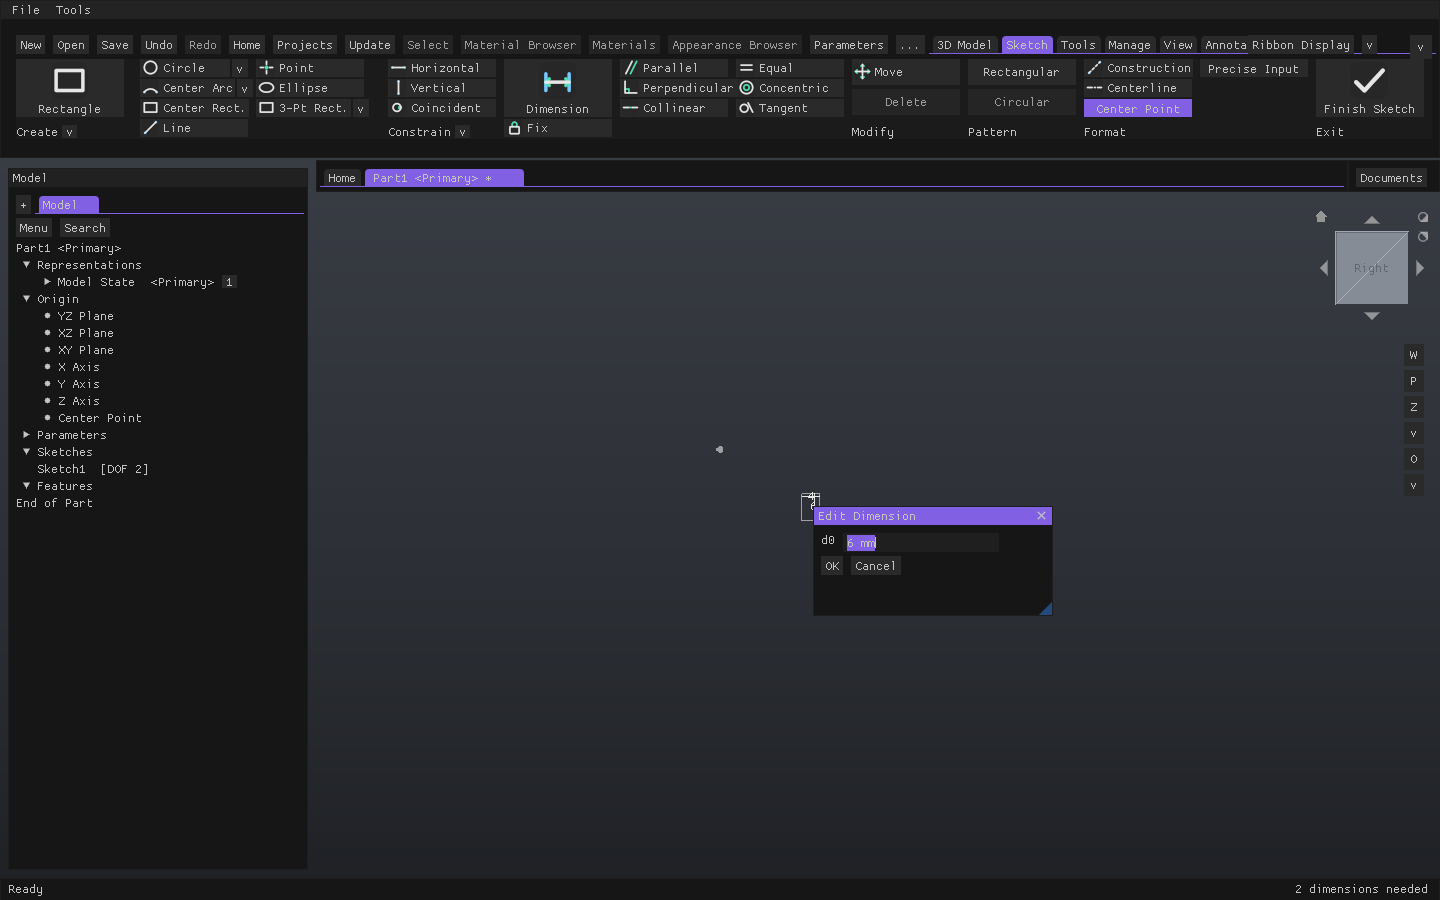 File Tools
New Open Save Undo Redo Home Projects Update Select Material Browser Materials Appearance Browser Parameters ... 3D Model Sketch Tools Manage View Annota Ribbon Display v v
Rectangle
Create v
Circle v Point
Center Arc v Ellipse
Center Rect. 3-Pt Rect. v
Line
Horizontal
Vertical
Coincident
Constrain v
Dimension
Fix
Parallel Equal
Perpendicular Concentric
Collinear Tangent
Move
Delete
Modify
Rectangular
Circular
Pattern
Construction
Centerline
Center Point
Format
Precise Input
Finish Sketch
Exit
Model
+ Model
Menu Search
Part1 <Primary>
Representations
Model State <Primary> 1
Origin
YZ Plane
XZ Plane
XY Plane
X Axis
Y Axis
Z Axis
Center Point
Parameters
Sketches
Sketch1 [DOF 2]
Features
End of Part
Home Part1 <Primary> * Documents
Right
W
P
Z
v
O
v
Edit Dimension
d0 6 mm
OK Cancel
Ready 2 dimensions needed